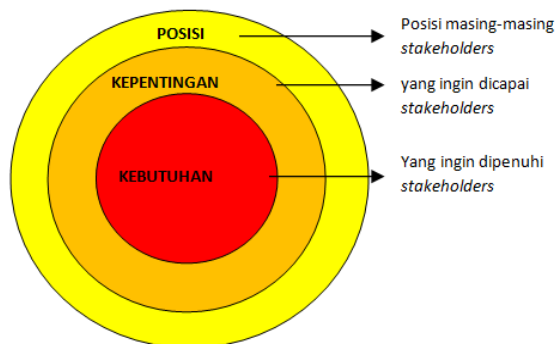 POSISI
Posisi masing-masing
stakeholders
KEPENTINGAN
yang ingin dicapai
stakeholders
KEBUTUHAN
Yang ingin dipenuhi
stakeholders